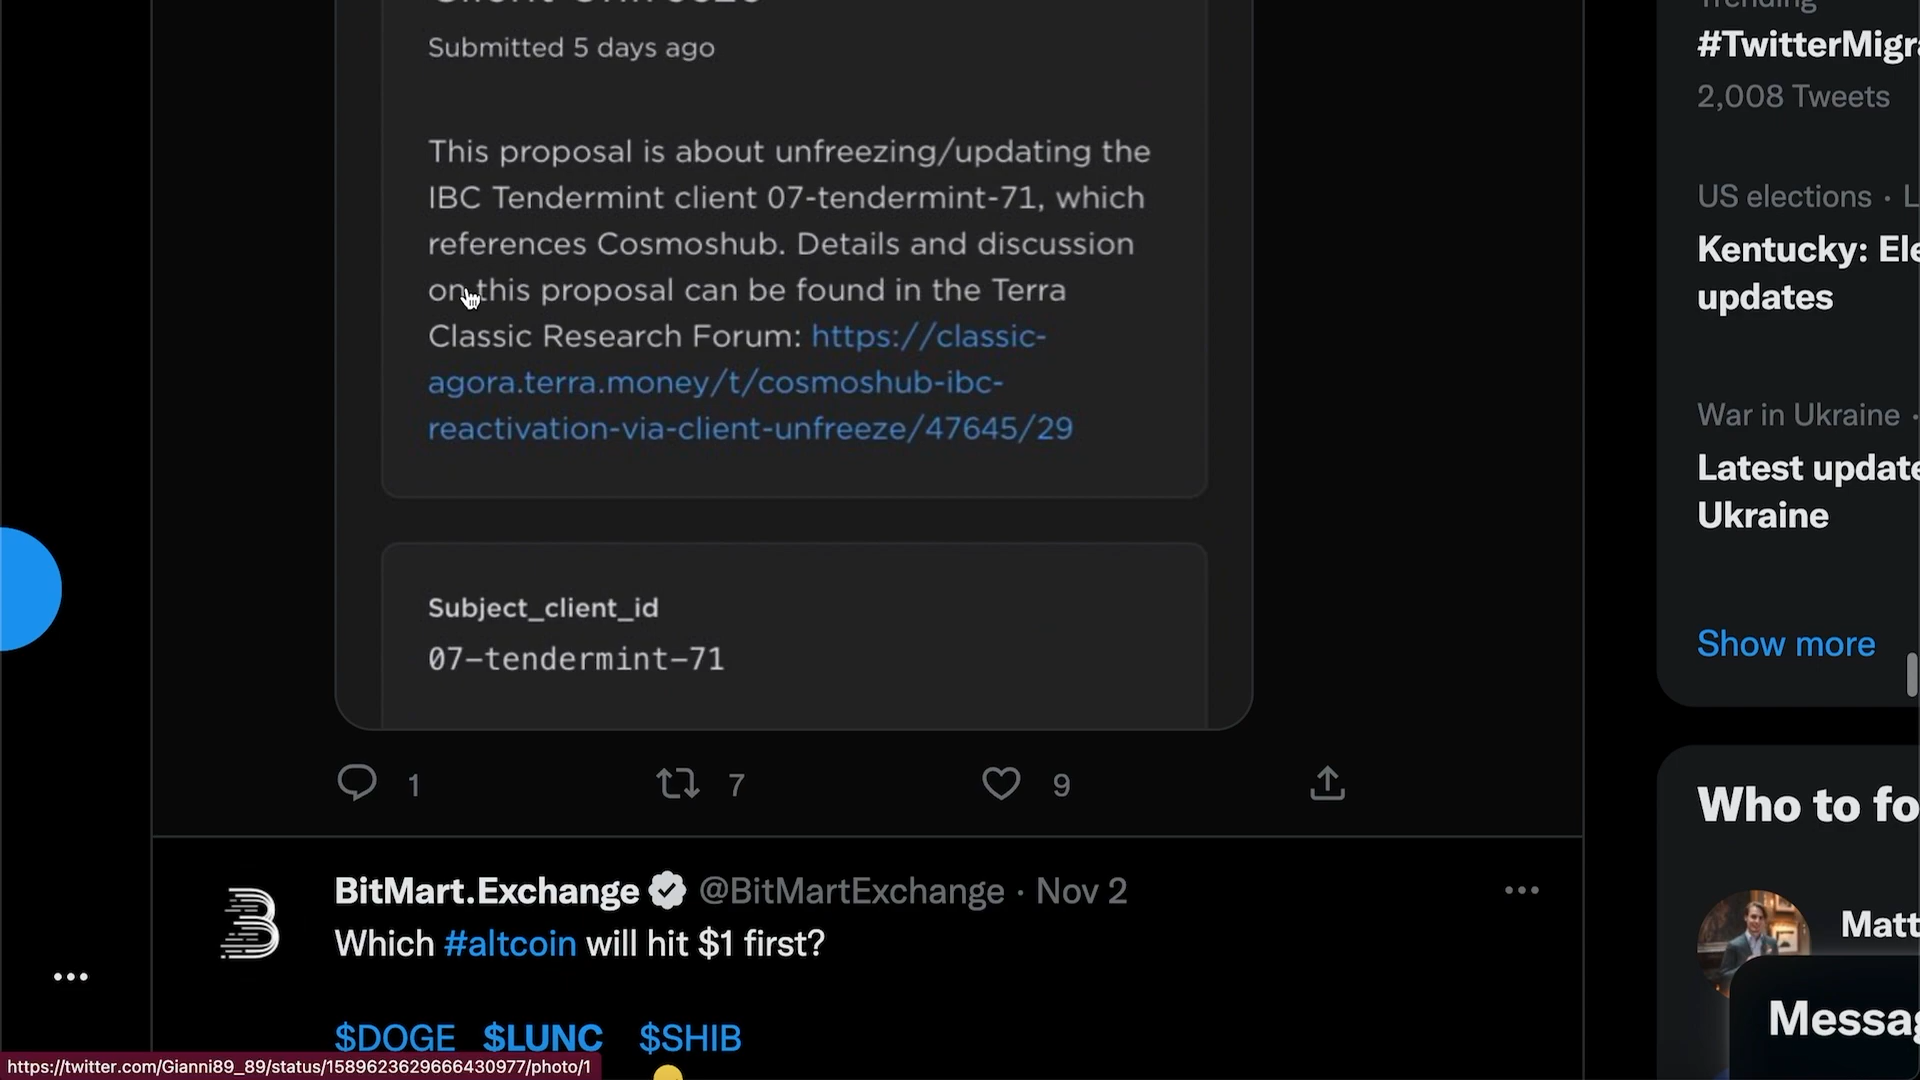 Submitted 5 days ago
This proposal is about unfreezing/updating the
IBC Tendermint client 07-tendermint-71, which
references Cosmoshub. Details and discussion
on this proposal can be found in the Terra
Classic Research Forum: https://classic-
agora.terra.money/t/cosmoshub-ibc-
reactivation-via-client-unfreeze/47645/29
Subject_client_id
07-tendermint-71
1 7 9
BitMart.Exchange @BitMartExchange · Nov 2
Which #altcoin will hit $1 first?
$DOGE $LUNC $SHIB
https://twitter.com/Gianni89_89/status/1589623629666430977/photo/1
Trending
#TwitterMigra
2,008 Tweets
US elections · L
Kentucky: Ele
updates
War in Ukraine ·
Latest update
Ukraine
Show more
Who to fo
Matt
Messag